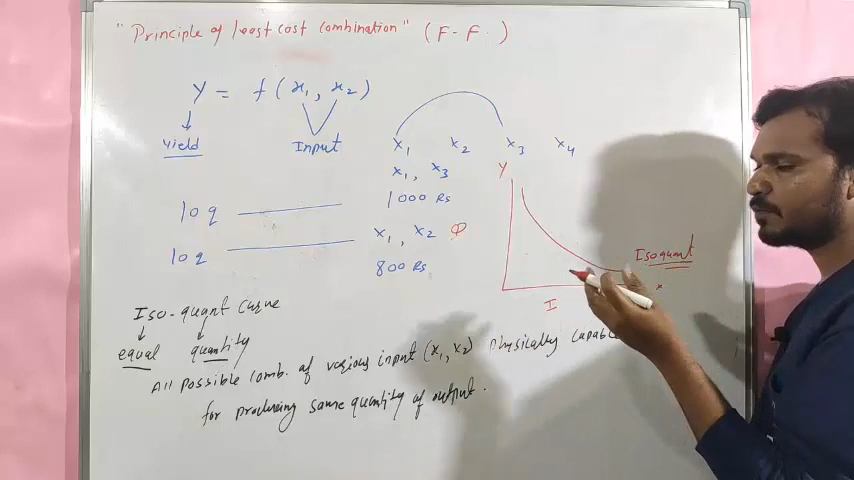 "Principle of least cost combination" (F-F.)
Y = f(x1, x2)
Yield
Input
x1 x2 x3 x4
x1, x3
1000 Rs
10 q
x1, x2
10 q
800 Rs
Y
Isoquant
x
I
Iso-quant curve
equal quantity
All possible comb. of various input (x1, x2) physically capable
for producing same quantity of output.